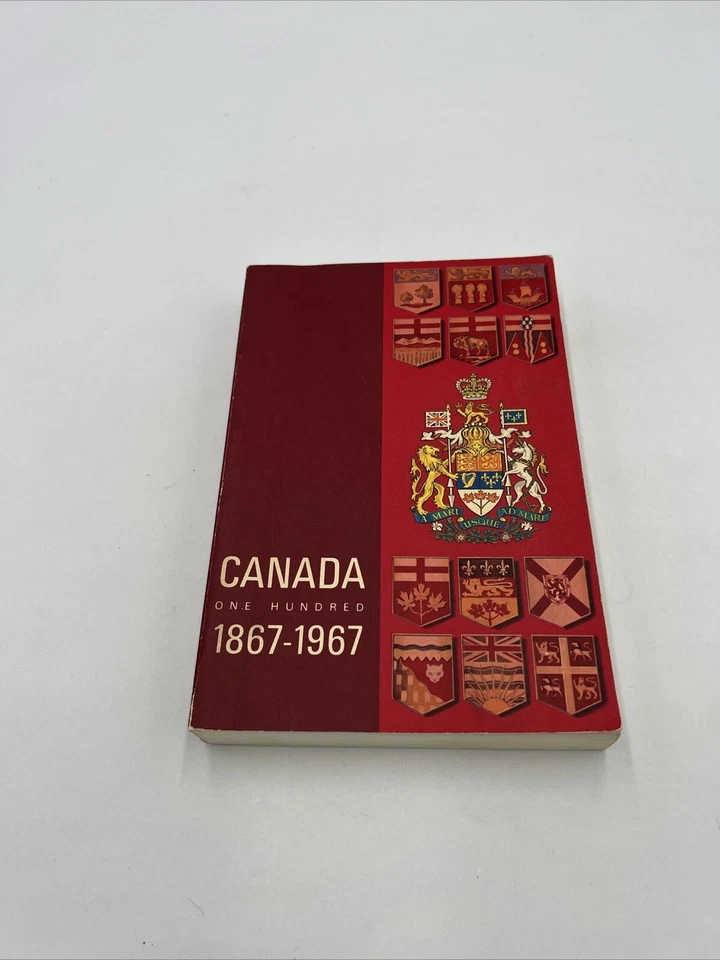 CANADA
ONE HUNDRED
1867-1967
A MARI USQUE AD MARE